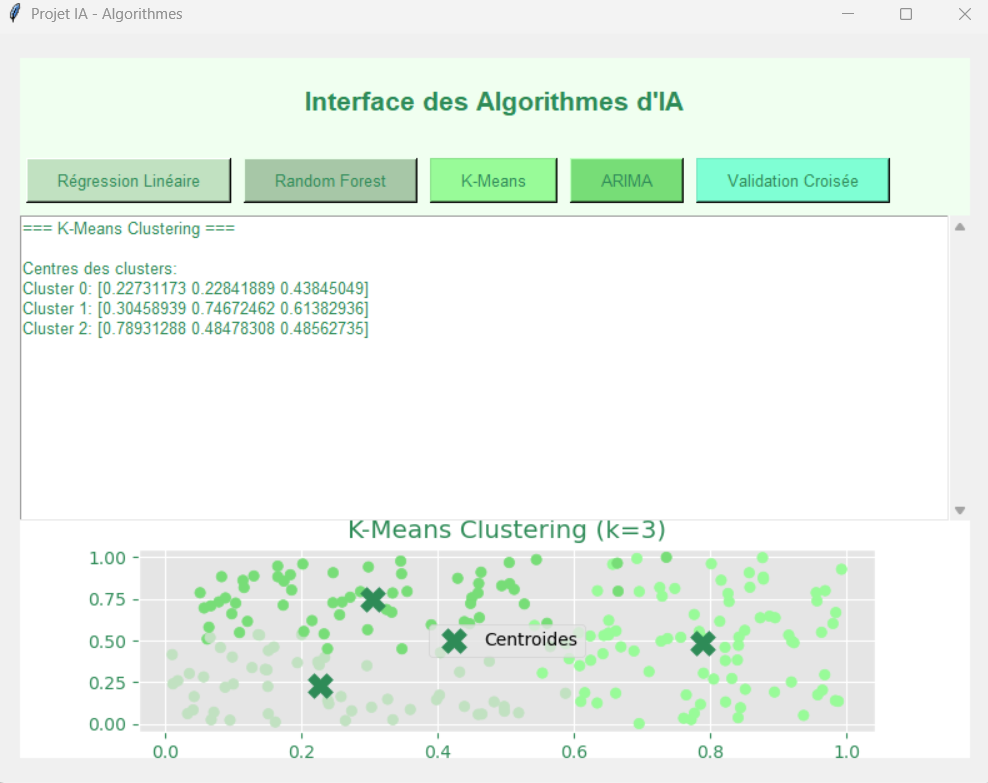 Projet IA - Algorithmes
Interface des Algorithmes d'IA
Régression Linéaire Random Forest K-Means ARIMA Validation Croisée
=== K-Means Clustering ===
Centres des clusters:
Cluster 0: [0.22731173 0.22841889 0.43845049]
Cluster 1: [0.30458939 0.74672462 0.61382936]
Cluster 2: [0.78931288 0.48478308 0.48562735]
K-Means Clustering (k=3)
1.00
0.75
0.50
Centroides
0.25
0.00
0.0 0.2 0.4 0.6 0.8 1.0